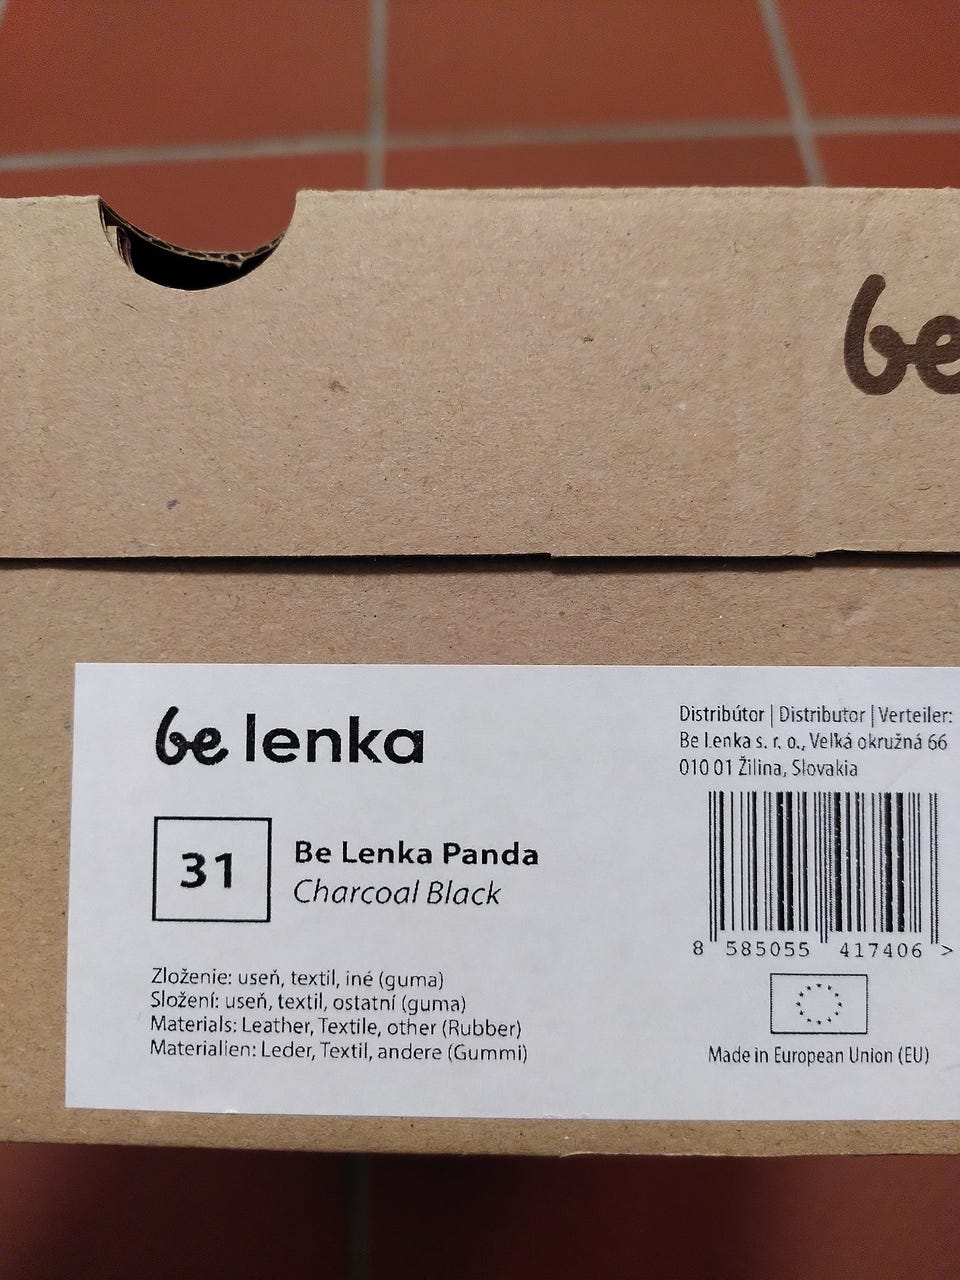 be
be lenka
31
Be Lenka Panda
Charcoal Black
Zloženie: useň, textil, iné (guma)
Složení: useň, textil, ostatní (guma)
Materials: Leather, Textile, other (Rubber)
Materialien: Leder, Textil, andere (Gummi)
Distribútor | Distributor | Verteiler:
Be Lenka s. r. o., Veľká okružná 66
010 01 Žilina, Slovakia
8 585055 417406 >
Made in European Union (EU)